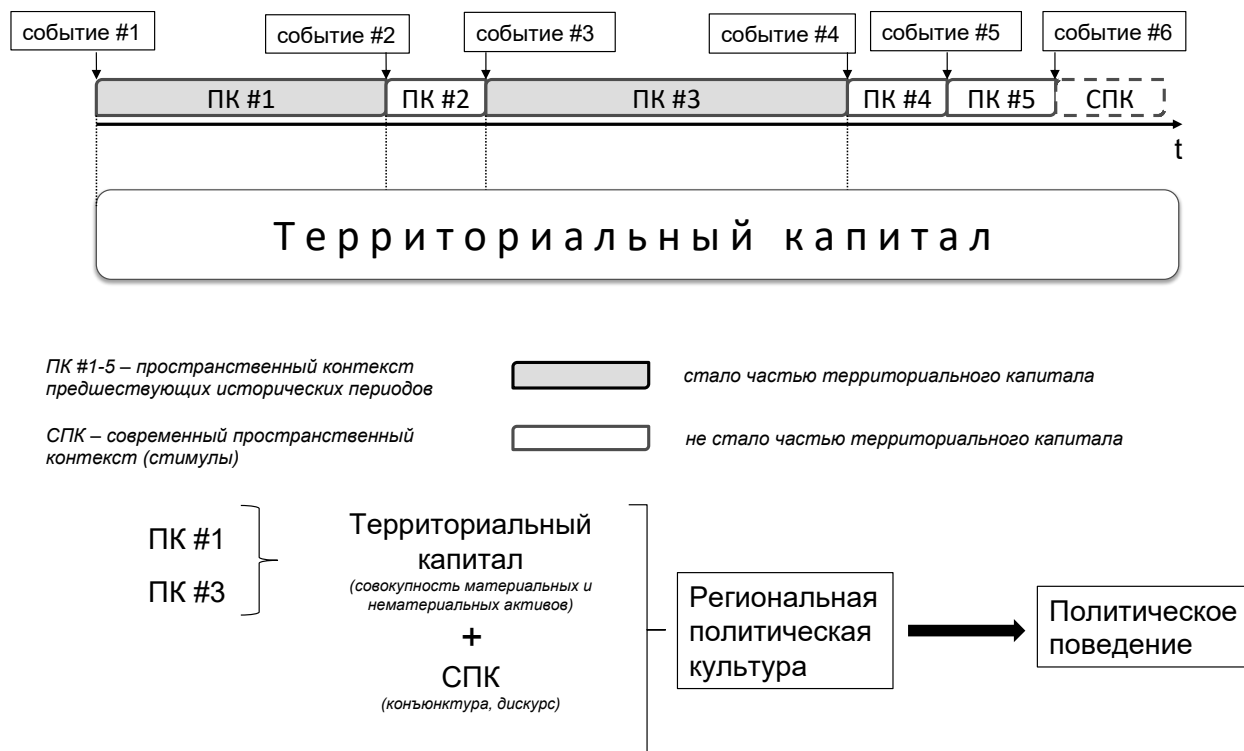 событие #1
событие #2
событие #3
событие #4
событие #5
событие #6
ПК #1
ПК #2
ПК #3
ПК #4
ПК #5
СПК
t
Территориальный капитал
ПК #1-5 – пространственный контекст
предшествующих исторических периодов
стало частью территориального капитала
СПК – современный пространственный
контекст (стимулы)
не стало частью территориального капитала
ПК #1
ПК #3
Территориальный
капитал
(совокупность материальных и
нематериальных активов)
+
СПК
(конъюнктура, дискурс)
Региональная
политическая
культура
Политическое
поведение